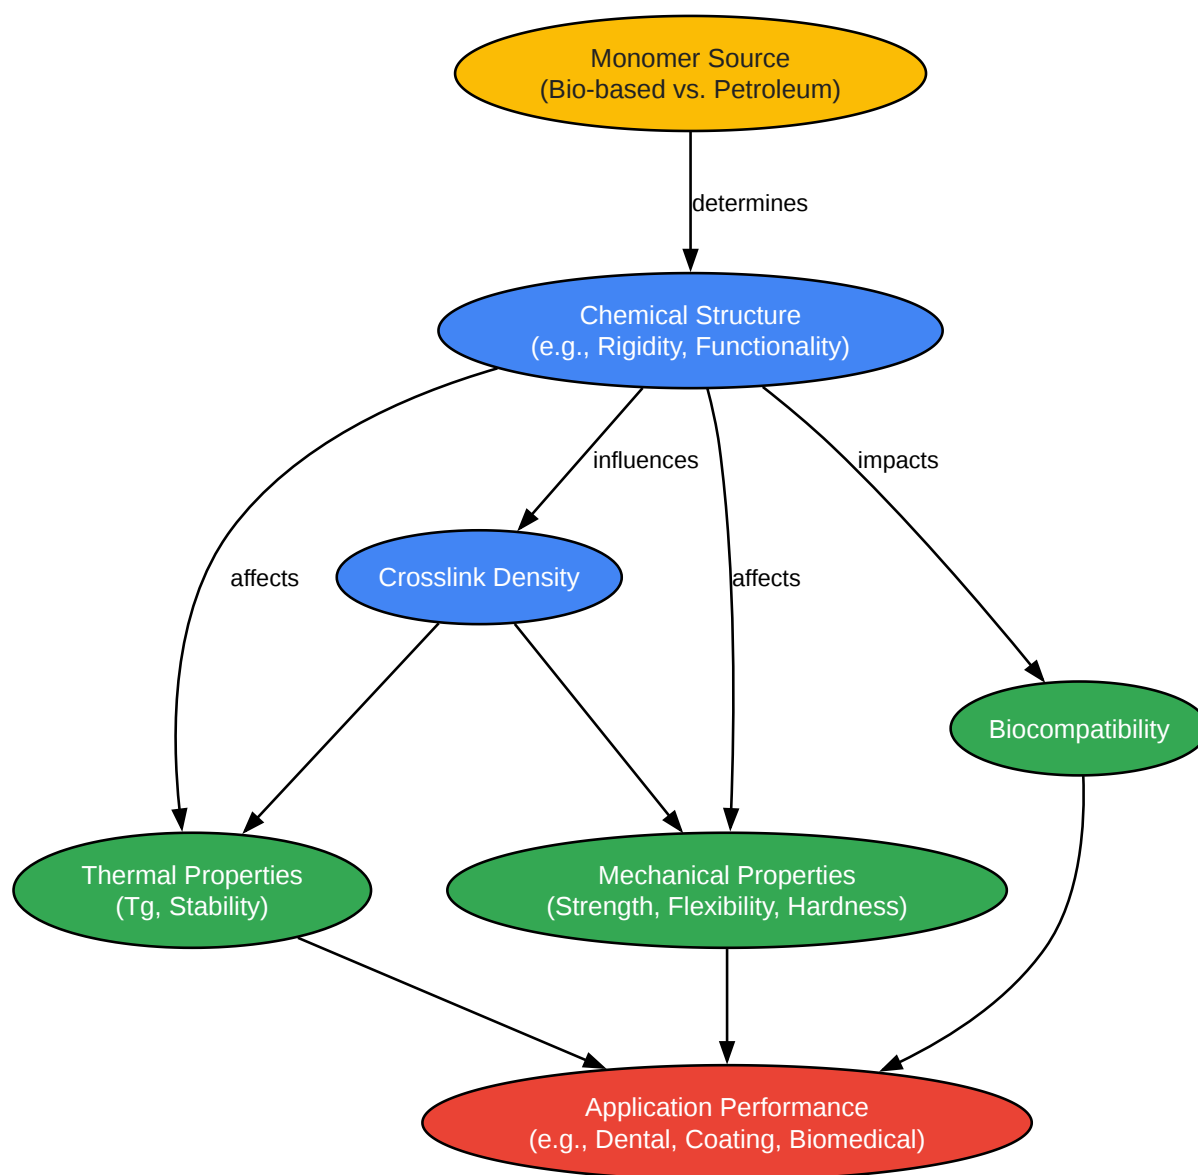 Monomer Source
(Bio-based vs. Petroleum)
determines
Chemical Structure
(e.g., Rigidity, Functionality)
influences
impacts
affects
Crosslink Density
affects
Biocompatibility
Thermal Properties
(Tg, Stability)
Mechanical Properties
(Strength, Flexibility, Hardness)
Application Performance
(e.g., Dental, Coating, Biomedical)